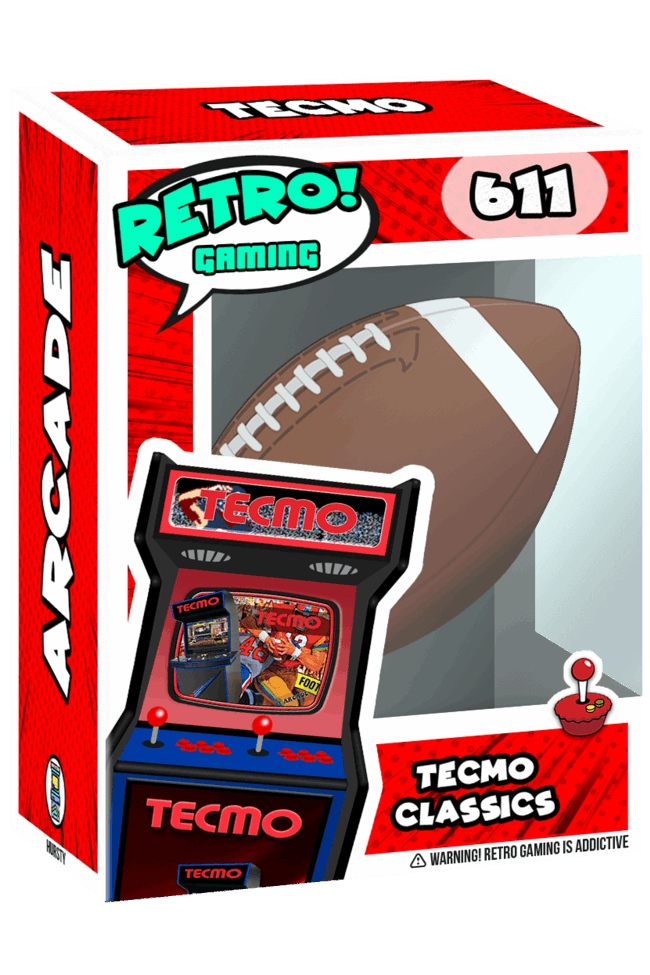 TECMO
RETRO!
GAMING
611
ARCADE
TECMO
TECMO
TECMO
FOOT
TECMO
TECMO
TECMO
CLASSICS
WARNING! RETRO GAMING IS ADDICTIVE
HURSTY